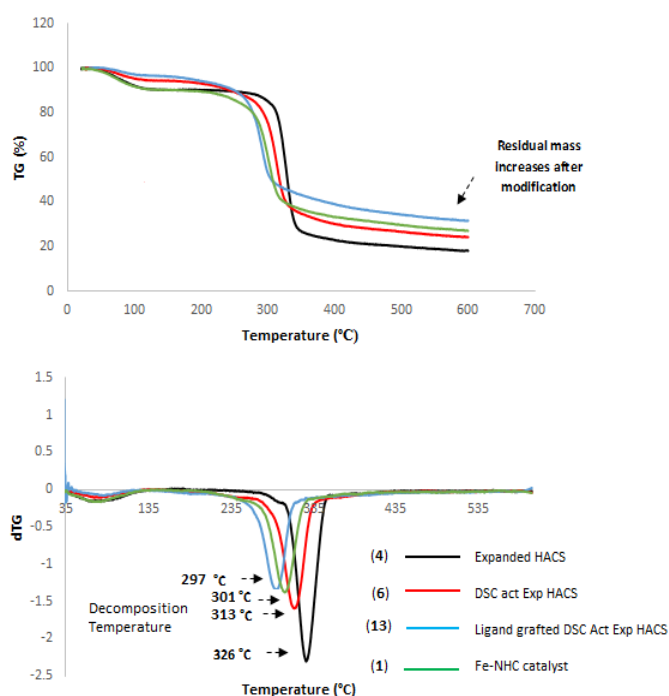 120
100
80
60
40
20
0
TG (%)
0 100 200 300 400 500 600 700
Temperature (°C)
Residual mass
increases after
modification
1.5
1
0.5
0
-0.5
-1
-1.5
-2
-2.5
dTG
35 135 235 335 435 535
297 °C
301 °C
313 °C
326 °C
Decomposition
Temperature
(4) Expanded HACS
(6) DSC act Exp HACS
(13) Ligand grafted DSC Act Exp HACS
(1) Fe-NHC catalyst
Temperature (°C)